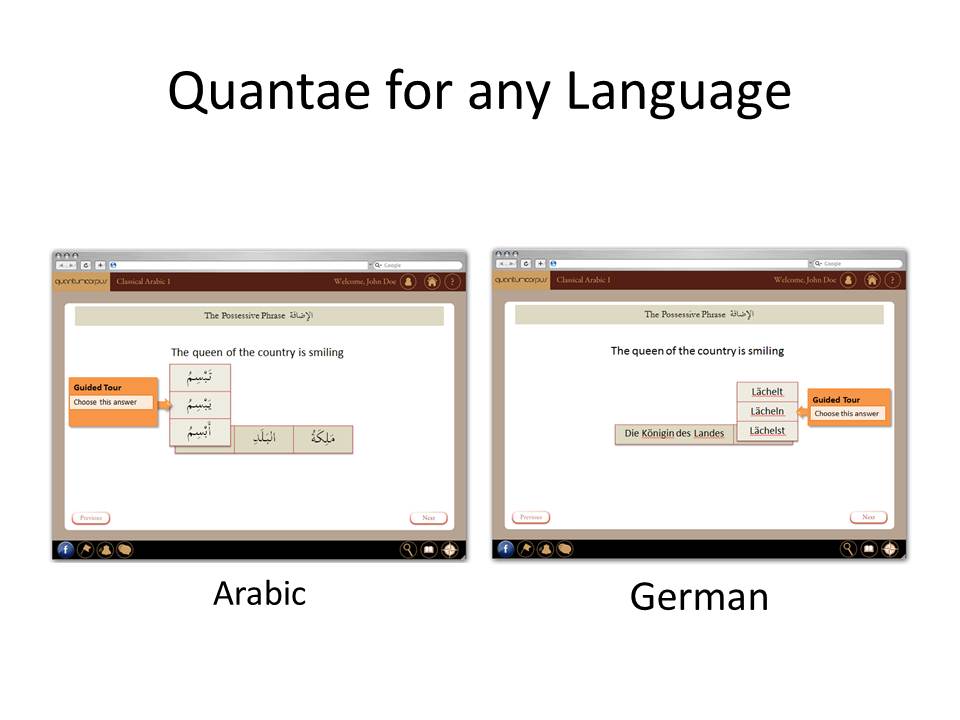 Quantae for any Language
Google
quantumcorpus
Classical Arabic 1
Welcome, John Doe
?
The Possessive Phrase الإضافة
The queen of the country is smiling
Guided Tour
Choose this answer
تَبْسِمُ
يَبْسِمُ
أَبْسِمُ
مَلِكَةُ
البَلَدِ
Previous
Next
f
Arabic
Google
quantumcorpus
Classical Arabic 1
Welcome, John Doe
?
The Possessive Phrase الإضافة
The queen of the country is smiling
Lächelt
Lächeln
Lächelst
Die Königin des Landes
Guided Tour
Choose this answer
Previous
Next
f
German